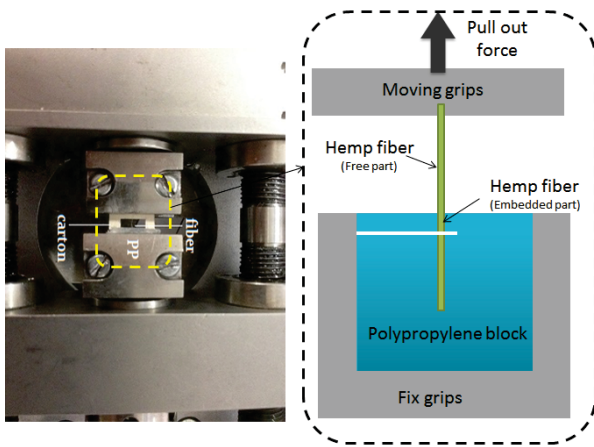 carton
fiber
PP
Pull out
force
Moving grips
Hemp fiber
(Free part)
Hemp fiber
(Embedded part)
Polypropylene block
Fix grips